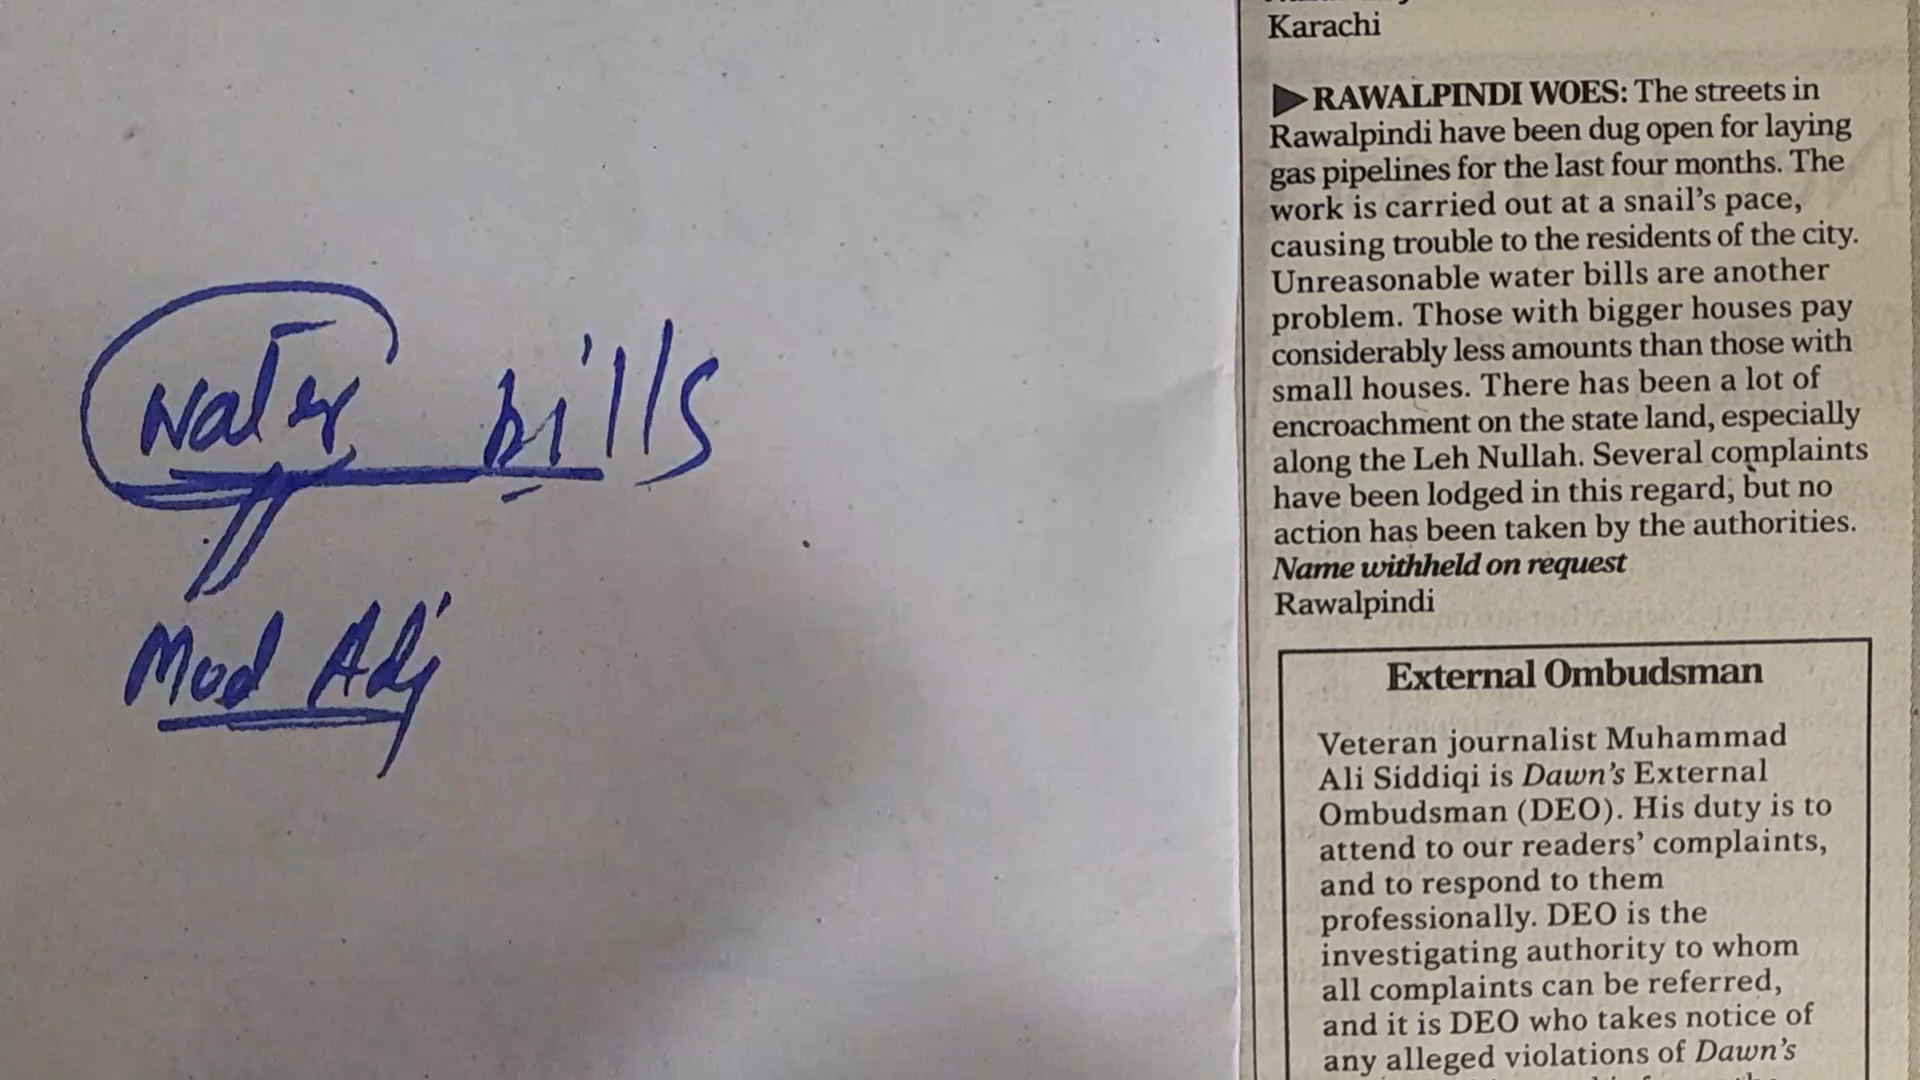 water bills
Mod Adj
Karachi
▶RAWALPINDI WOES: The streets in
Rawalpindi have been dug open for laying
gas pipelines for the last four months. The
work is carried out at a snail's pace,
causing trouble to the residents of the city.
Unreasonable water bills are another
problem. Those with bigger houses pay
considerably less amounts than those with
small houses. There has been a lot of
encroachment on the state land, especially
along the Leh Nullah. Several complaints
have been lodged in this regard, but no
action has been taken by the authorities.
Name withheld on request
Rawalpindi
External Ombudsman
Veteran journalist Muhammad
Ali Siddiqi is Dawn's External
Ombudsman (DEO). His duty is to
attend to our readers' complaints,
and to respond to them
professionally. DEO is the
investigating authority to whom
all complaints can be referred,
and it is DEO who takes notice of
any alleged violations of Dawn's